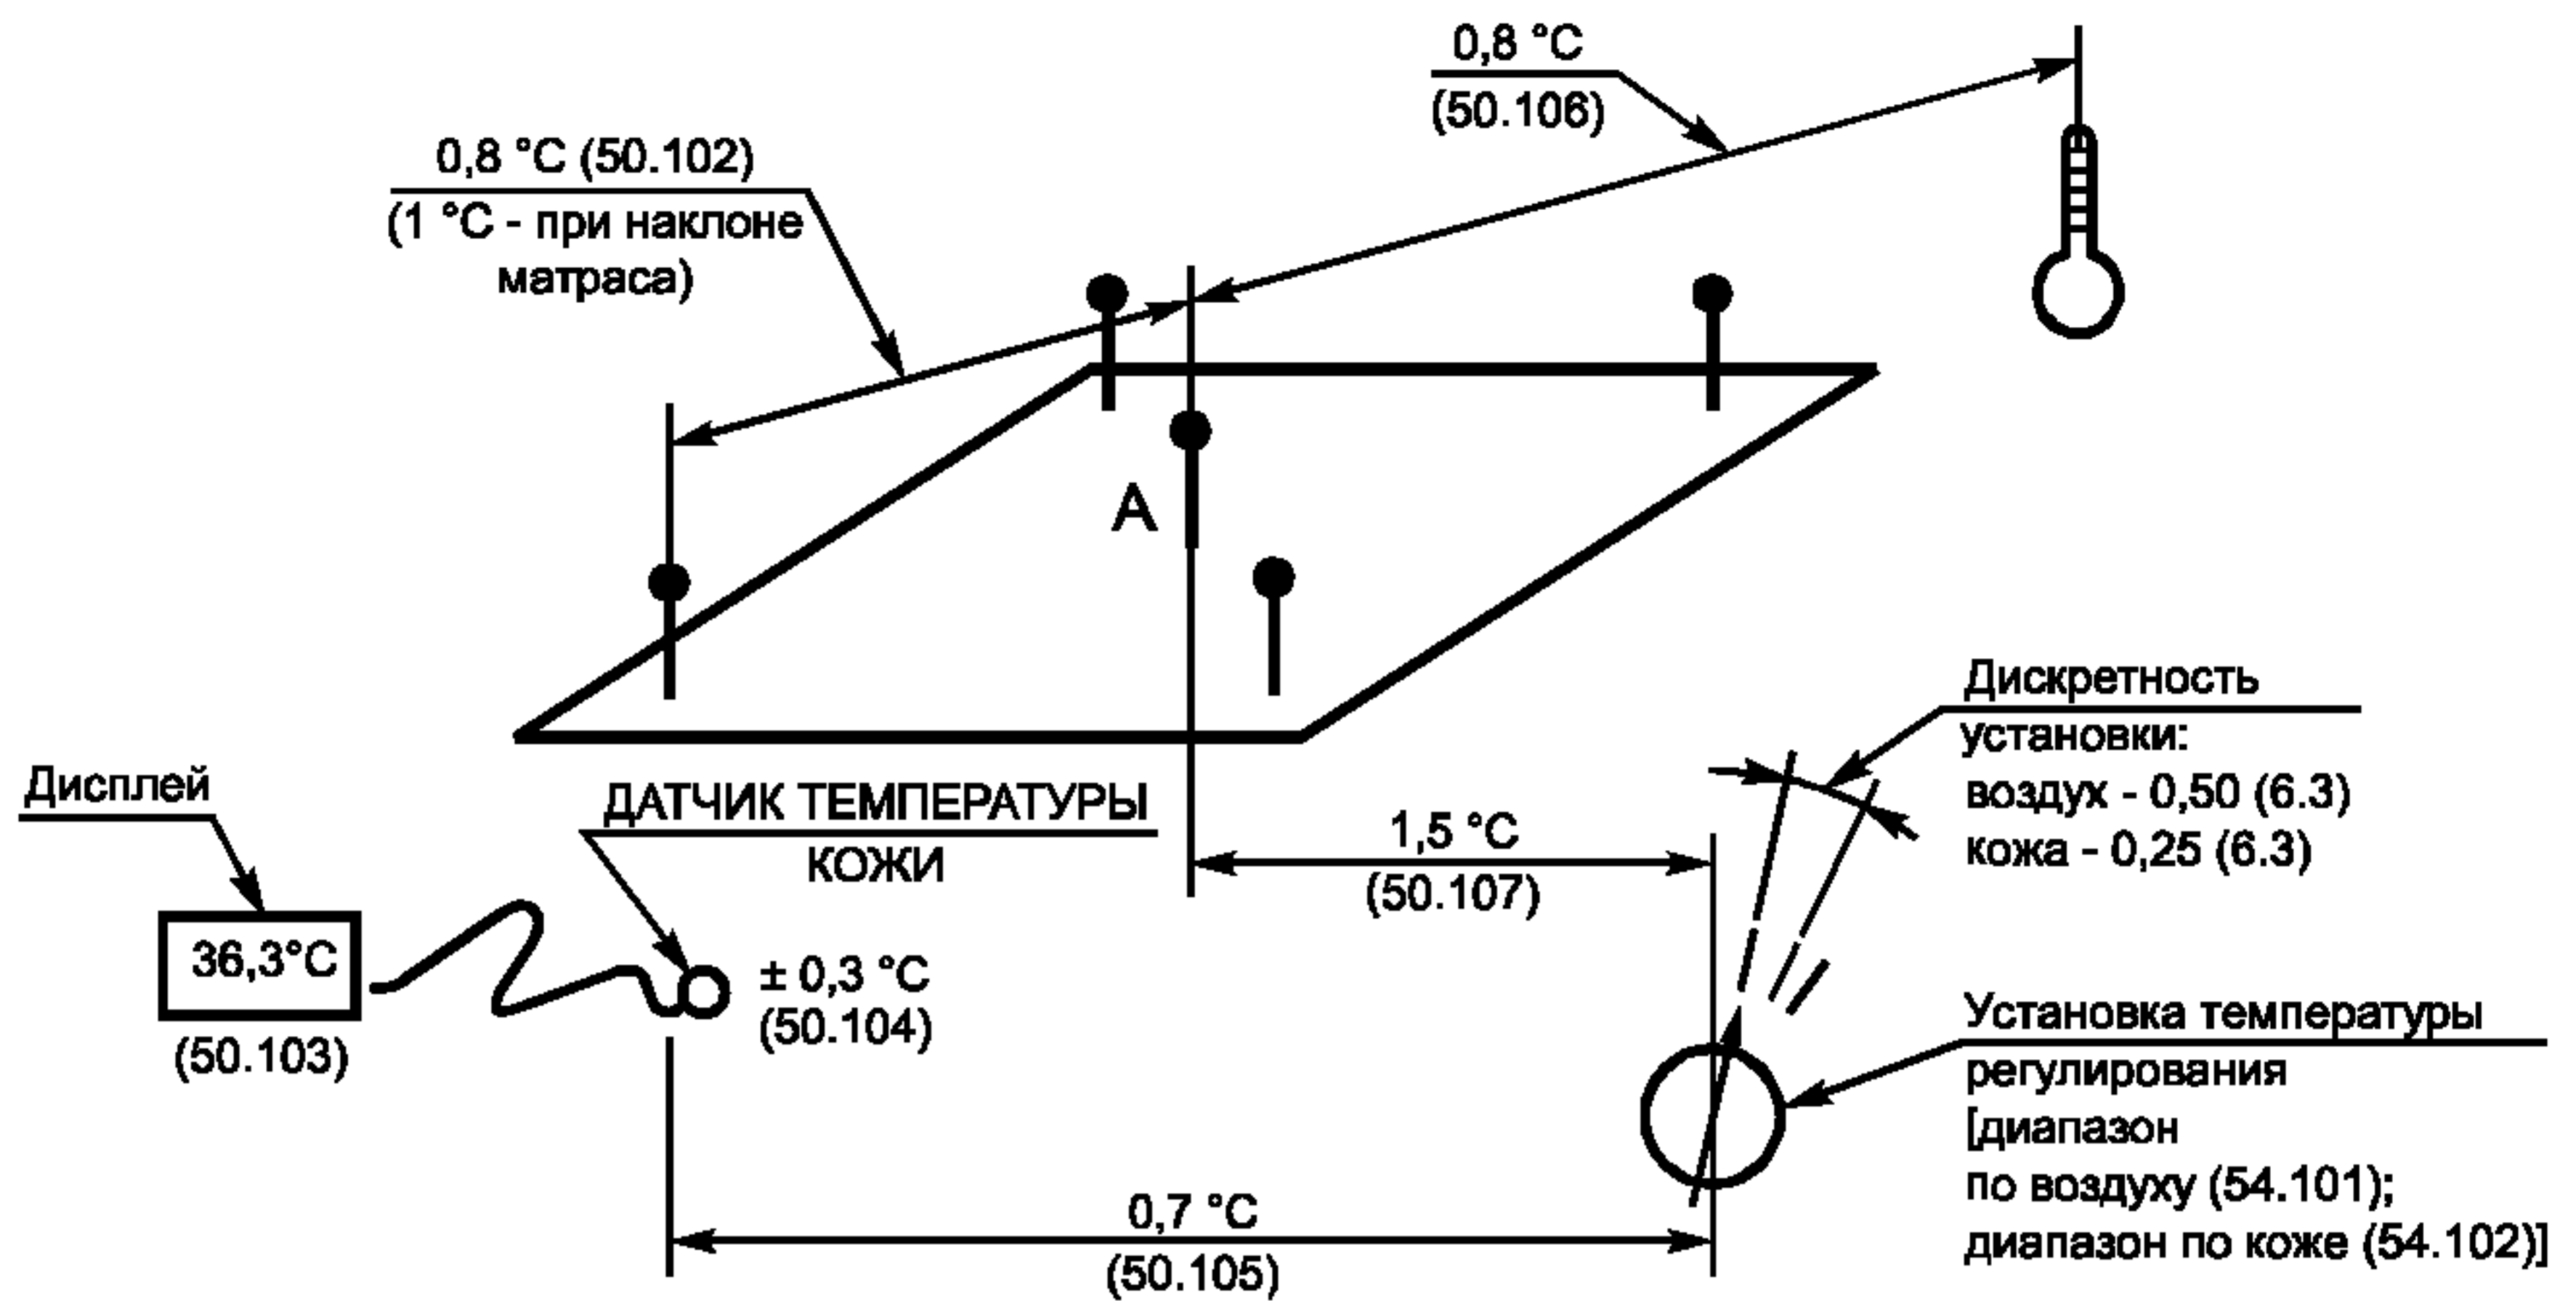 0,8 °C
(50.106)
0,8 °C (50.102)
(1 °C - при наклоне
матраса)
А
Дискретность
установки:
воздух - 0,50 (6.3)
кожа - 0,25 (6.3)
Дисплей
ДАТЧИК ТЕМПЕРАТУРЫ
КОЖИ
1,5 °C
(50.107)
36,3°C
(50.103)
± 0,3 °C
(50.104)
Установка температуры
регулирования
[диапазон
по воздуху (54.101);
диапазон по коже (54.102)]
0,7 °C
(50.105)